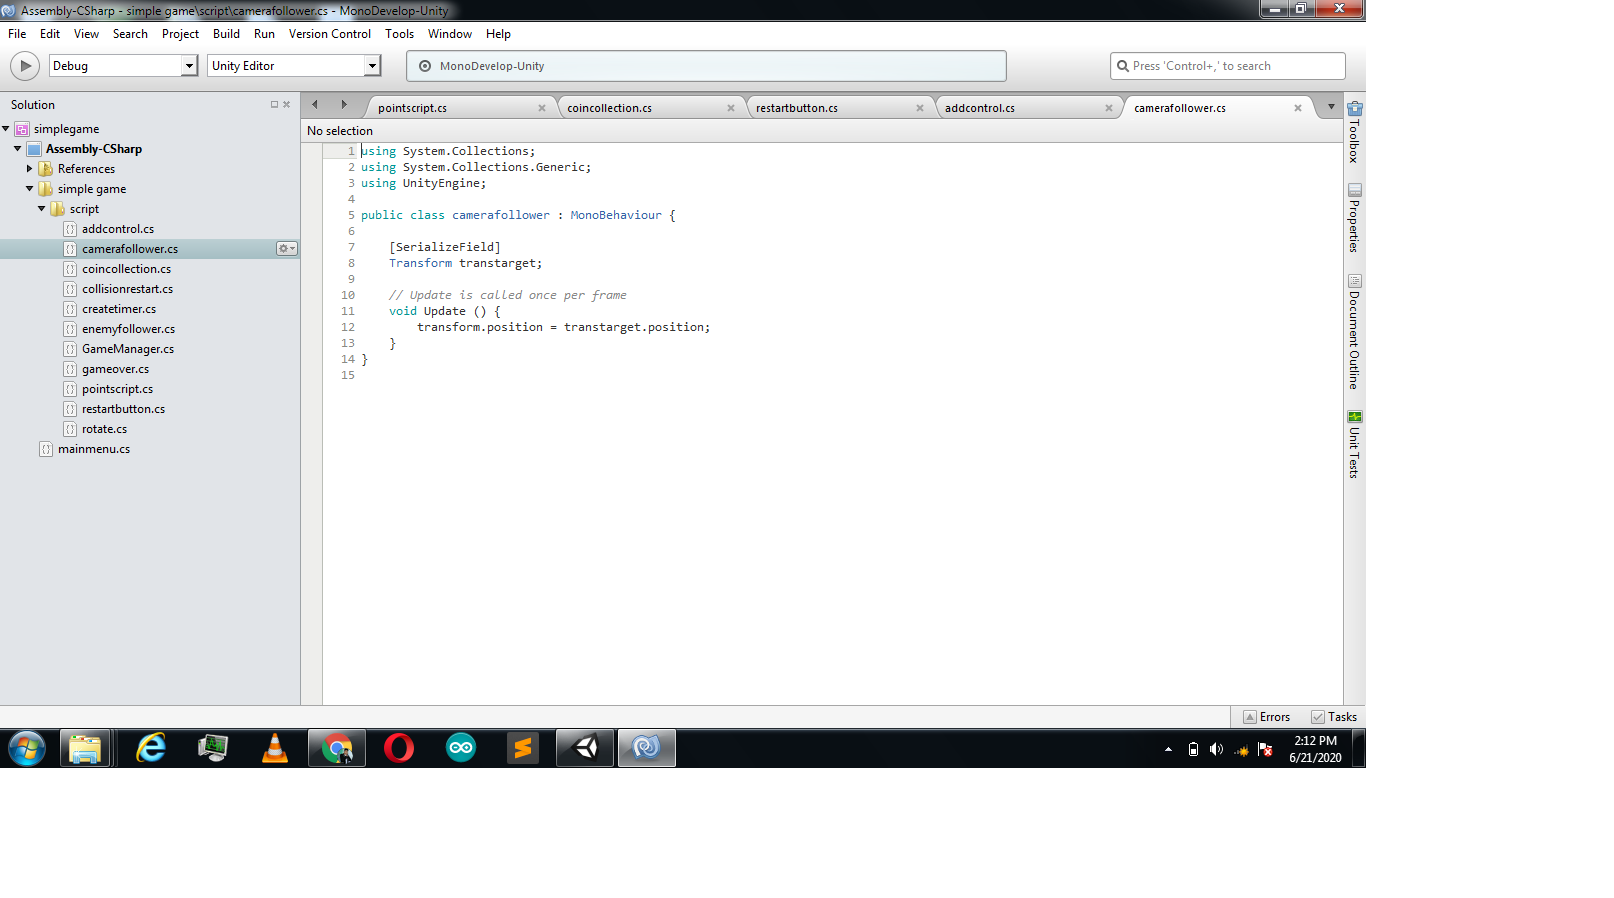 Assembly-CSharp - simple game\script\camerafollower.cs - MonoDevelop-Unity
File Edit View Search Project Build Run Version Control Tools Window Help
Debug Unity Editor MonoDevelop-Unity Press 'Control+,' to search
Solution
simplegame
Assembly-CSharp
References
simple game
script
addcontrol.cs
camerafollower.cs
coincollection.cs
collisionrestart.cs
createtimer.cs
enemyfollower.cs
GameManager.cs
gameover.cs
pointscript.cs
restartbutton.cs
rotate.cs
mainmenu.cs
pointscript.cs coincollection.cs restartbutton.cs addcontrol.cs camerafollower.cs
No selection
1 using System.Collections;
2 using System.Collections.Generic;
3 using UnityEngine;
4
5 public class camerafollower : MonoBehaviour {
6
7 [SerializeField]
8 Transform transtarget;
9
10 // Update is called once per frame
11 void Update () {
12 transform.position = transtarget.position;
13 }
14 }
15
Toolbox
Properties
Document Outline
Unit Tests
Errors Tasks
2:12 PM
6/21/2020